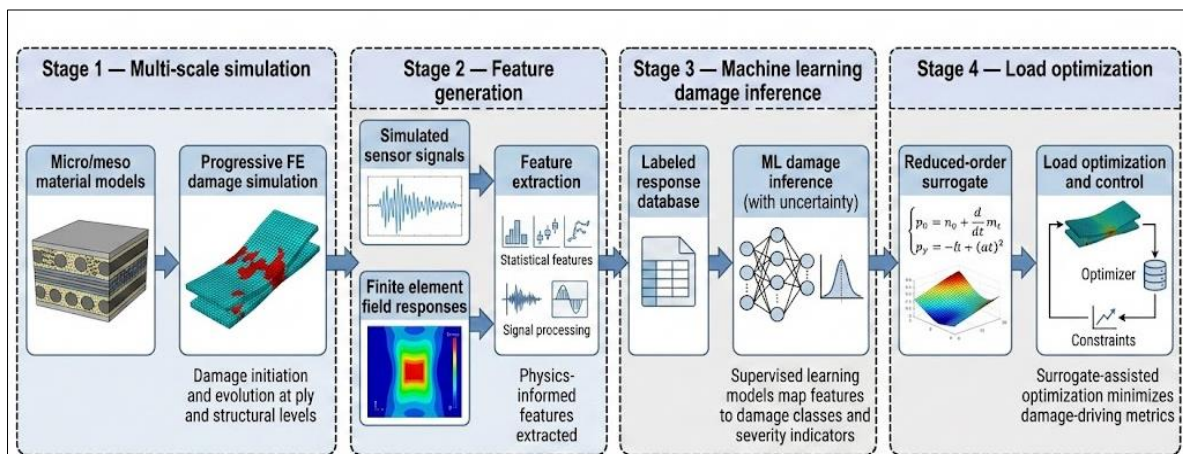 Stage 1 — Multi-scale simulation
Micro/meso
material models
Progressive FE
damage simulation
Damage initiation
and evolution at ply
and structural levels
Stage 2 — Feature
generation
Simulated
sensor signals
Finite element
field responses
Feature
extraction
Statistical features
Signal processing
Physics-
informed
features
extracted
Stage 3 — Machine learning
damage inference
Labeled
response
database
ML damage
inference
(with uncertainty)
Supervised learning
models map features
to damage classes and
severity indicators
Stage 4 — Load optimization
Reduced-order
surrogate
p₀ = n₀ + d/dt mₜ
Load optimization
and control
Optimizer
Constraints
Surrogate-assisted
optimization minimizes
damage-driving metrics